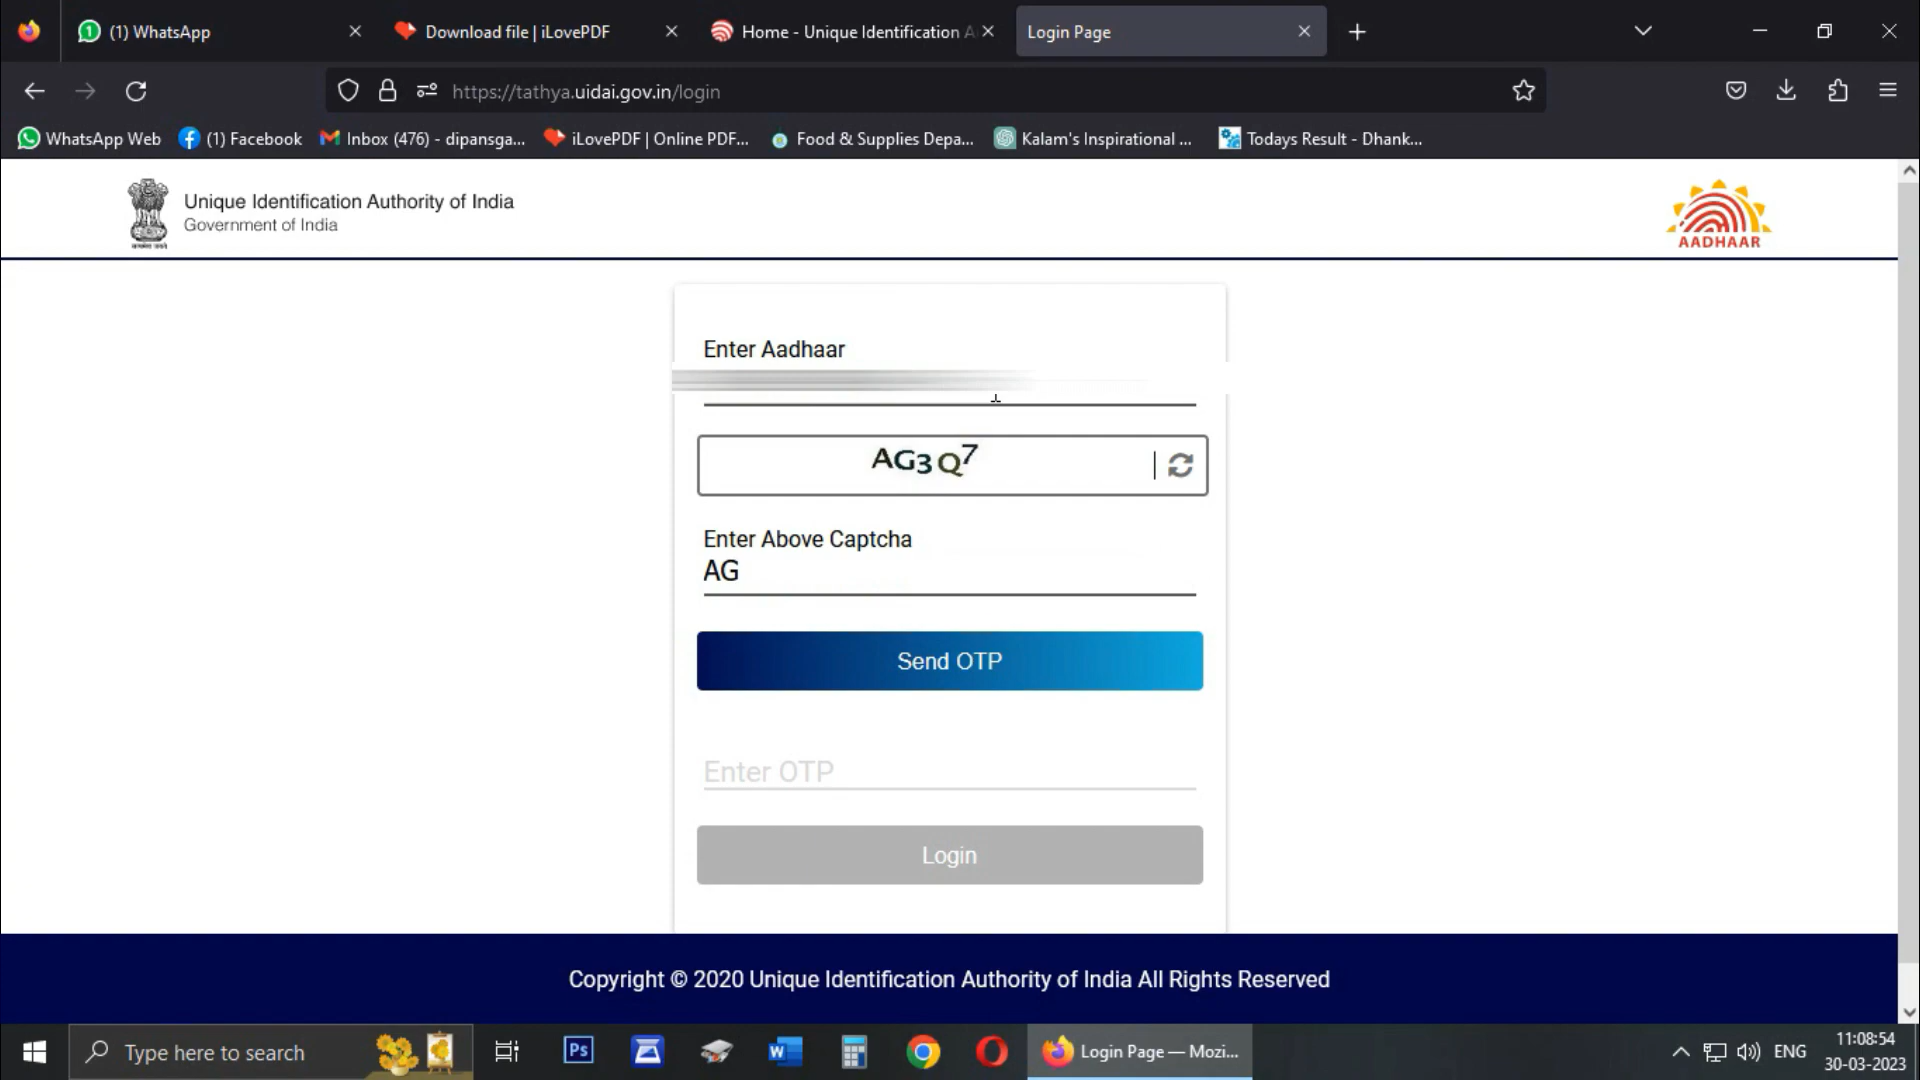 (1) WhatsApp
Download file | iLovePDF
Home - Unique Identification A
Login Page
https://tathya.uidai.gov.in/login
WhatsApp Web
(1) Facebook
Inbox (476) - dipansga...
iLovePDF | Online PDF...
Food & Supplies Depa...
Kalam's Inspirational ...
Todays Result - Dhank...
Unique Identification Authority of India
Government of India
AADHAAR
Enter Aadhaar
AG3Q7
Enter Above Captcha
AG
Send OTP
Enter OTP
Login
Copyright © 2020 Unique Identification Authority of India All Rights Reserved
Type here to search
Ps
W
Login Page — Mozi...
ENG
11:08:54
30-03-2023